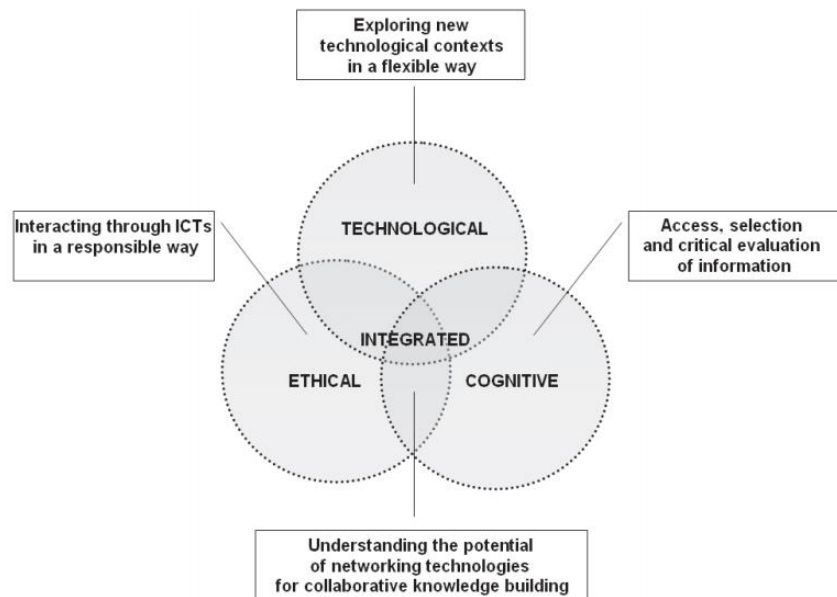 Exploring new
technological contexts
in a flexible way
TECHNOLOGICAL
Interacting through ICTs
in a responsible way
Access, selection
and critical evaluation
of information
INTEGRATED
ETHICAL
COGNITIVE
Understanding the potential
of networking technologies
for collaborative knowledge building